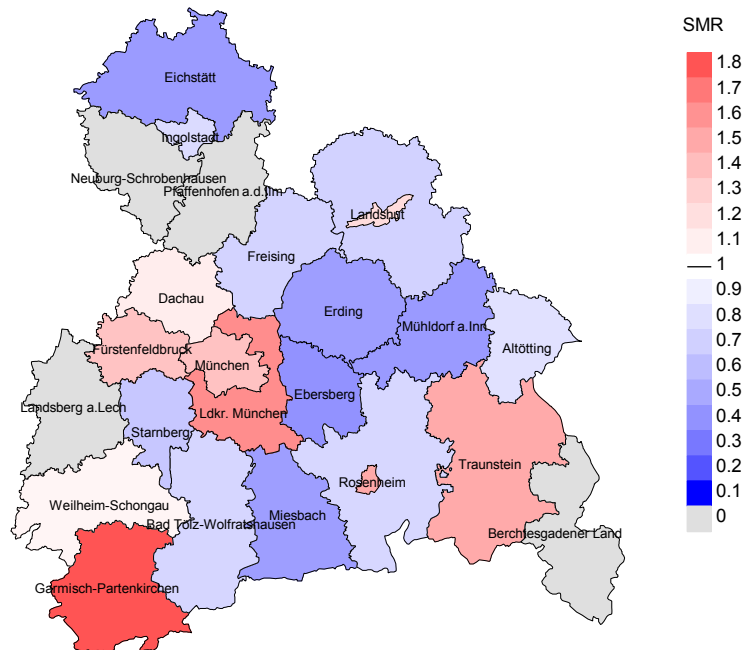 SMR
Eichstätt
Ingolstadt
Neuburg-Schrobenhausen
Pfaffenhofen a.d.Ilm
Landshut
Freising
Dachau
Erding
Mühldorf a.Inn
Altötting
Fürstenfeldbruck
München
Ebersberg
Landsberg a.Lech
Ldkr. München
Starnberg
Traunstein
Rosenheim
Weilheim-Schongau
Bad Tölz-Wolfratshausen
Miesbach
Berchtesgadener Land
Garmisch-Partenkirchen
1.8
1.7
1.6
1.5
1.4
1.3
1.2
1.1
1
0.9
0.8
0.7
0.6
0.5
0.4
0.3
0.2
0.1
0